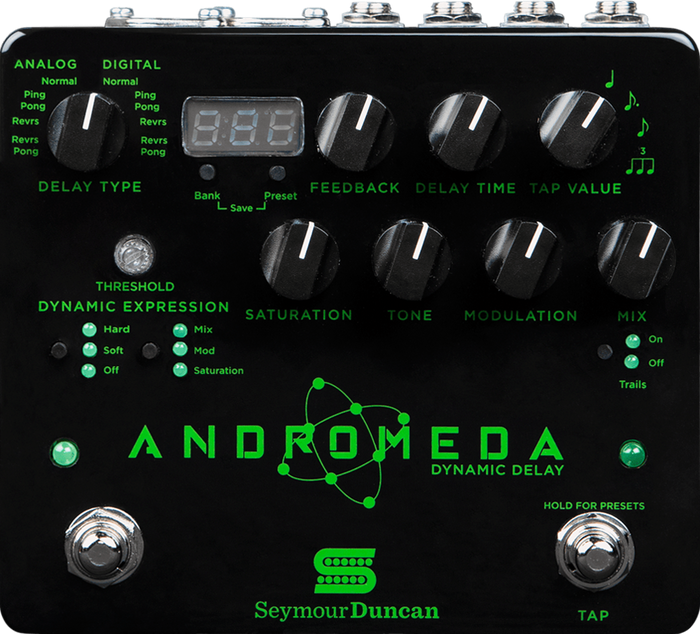 ANALOG DIGITAL
Normal Normal
Ping Pong Ping Pong
Revrs Revrs
Revrs Pong Revrs Pong
DELAY TYPE
888
Bank Preset
Save
FEEDBACK DELAY TIME TAP VALUE
3
THRESHOLD
SATURATION TONE MODULATION MIX
DYNAMIC EXPRESSION
Hard Mix
Soft Mod
Off Saturation
On
Off
Trails
ANDROMEDA
DYNAMIC DELAY
HOLD FOR PRESETS
S
SeymourDuncan
TAP